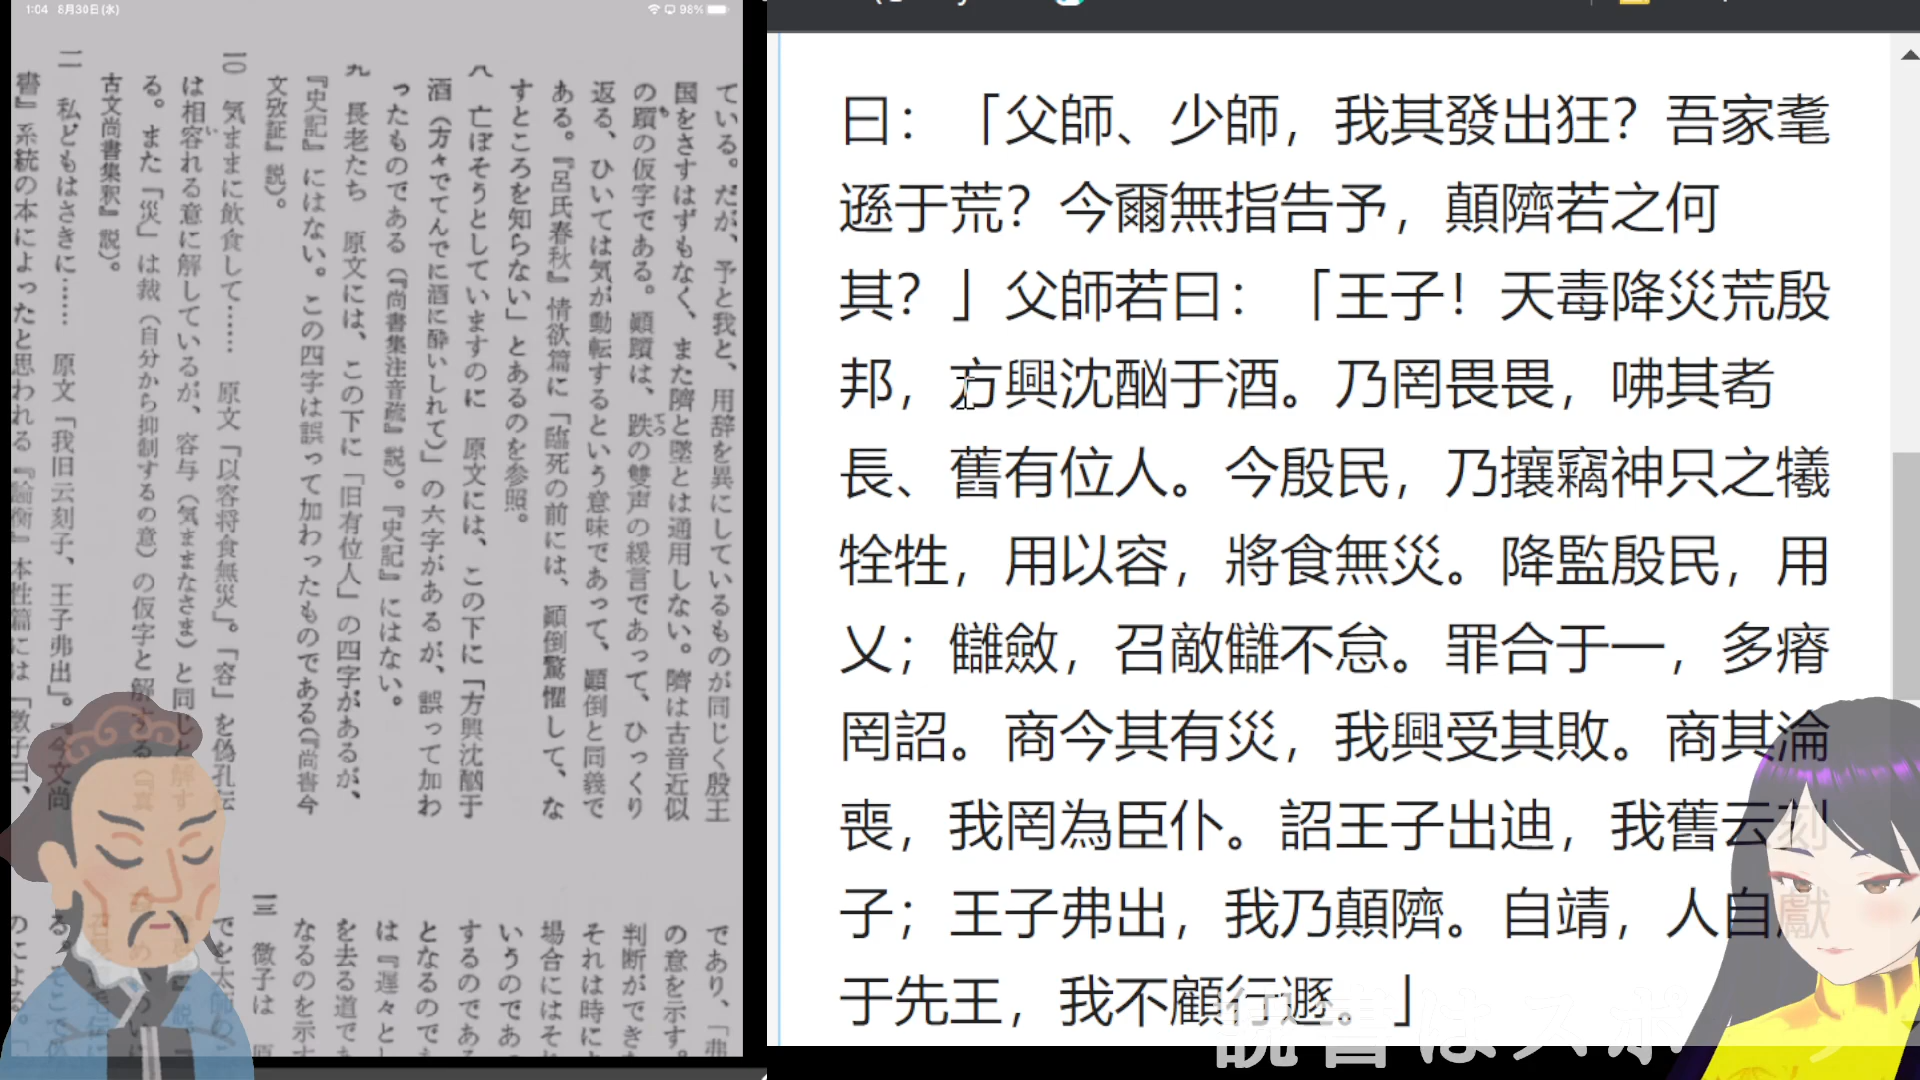 1:04 8月30日(水)
98%
ている。だが、予と我と、用辞を異にしているものが同じく殷王
国をさすはずもなく、また隮と墜とは通用しない。隮は古音近似
の躓の仮字である。顚躓は、跌の双声の緩言であって、ひっくり
返る、ひいては気が動転するという意味であって、顚倒と同義で
ある。『呂氏春秋』情欲篇に「臨死の前には、顚倒驚懼して、な
すところを知らない」とあるのを参照。
八 亡ぼそうとしていますのに 原文には、この下に「方興沈酗于
酒(方々でてんでに酒に酔いしれて)」の六字があるが、誤って加わ
ったものである(『尚書集注音疏』説)。『史記』にはない。
九 長老たち 原文には、この下に「旧有位人」の四字があるが、
『史記』にはない。この四字は誤って加わったものである(『尚書今
文攷証』説)。
一〇 気ままに飲食して…… 原文「以容将食無災」。「容」を偽孔伝
は相容れる意に解しているが、容与(気ままなさま)と同じと解す
る。また「災」は裁(自分から抑制するの意)の仮字と解する(『真
古文尚書集釈』説)。
一一 私どもはさきに…… 原文「我旧云刻子、王子弗出」。『今文尚
書』系統の本によったと思われる『論衡』本性篇には「微子曰、
であり、「弗
の意を示す。
判断ができ
それは時に
場合にはそ
いうのであ
するのであ
となるので
は『遅々と
を去る道で
なるのを示す
三 微子は 原
でを太師
曰：「父師、少師，我其發出狂？吾家耄
遜于荒？今爾無指告予，顛隮若之何
其？」父師若曰：「王子！天毒降災荒殷
邦，方興沈酗于酒。乃罔畏畏，咈其耇
長、舊有位人。今殷民，乃攘竊神只之犧
牷牲，用以容，將食無災。降監殷民，用
乂；讎斂，召敵讎不怠。罪合于一，多瘠
罔詔。商今其有災，我興受其敗。商其淪
喪，我罔為臣仆。詔王子出迪，我舊云刻
子；王子弗出，我乃顛隮。自靖，人自獻
于先王，我不顧行遯。」
説書はスポ